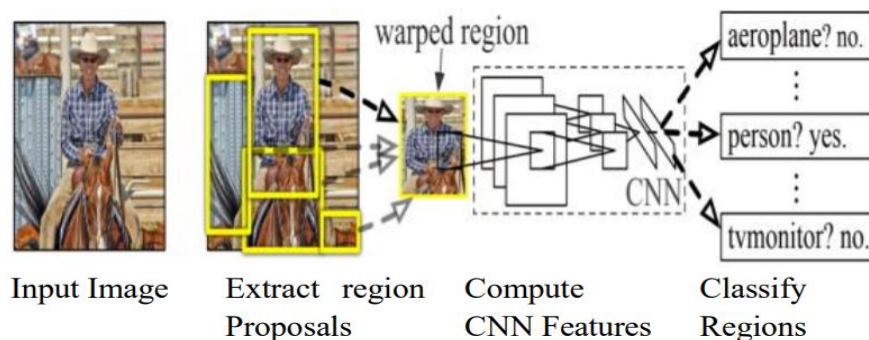 warped region
aeroplane? no.
person? yes.
CNN
tvmonitor? no.
Input Image
Extract region
Proposals
Compute
CNN Features
Classify
Regions